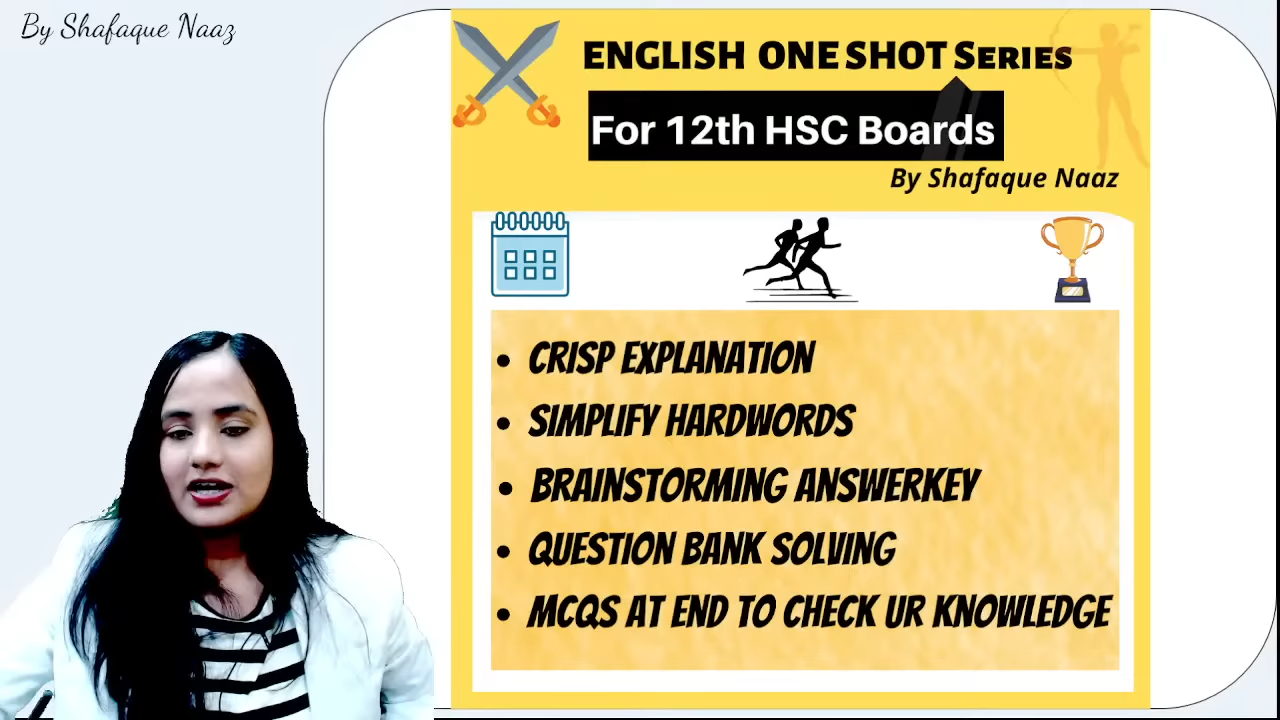 By Shafaque Naaz
ENGLISH ONE SHOT SERIES
For 12th HSC Boards
By Shafaque Naaz
• CRISP EXPLANATION
• SIMPLIFY HARDWORDS
• BRAINSTORMING ANSWERKEY
• QUESTION BANK SOLVING
• MCQS AT END TO CHECK UR KNOWLEDGE